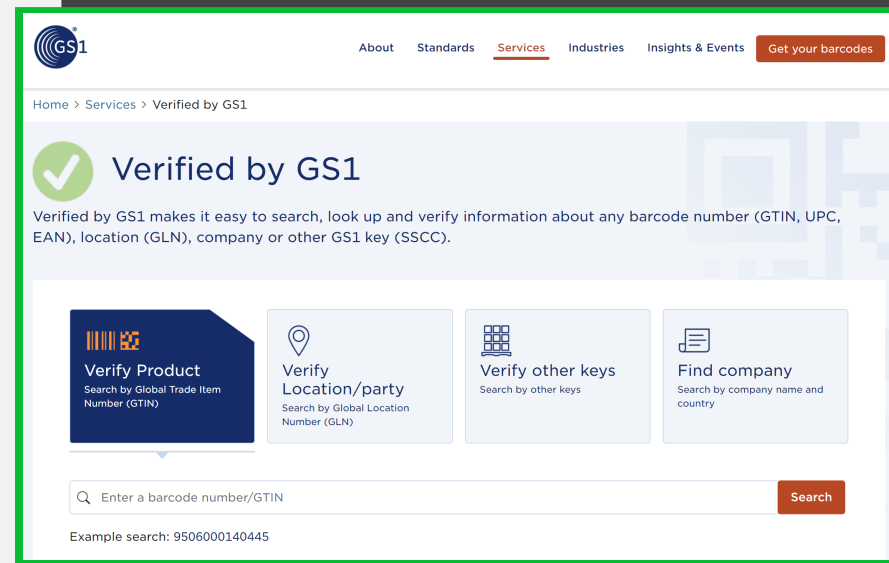 GS1
About Standards Services Industries Insights & Events Get your barcodes
Home > Services > Verified by GS1
Verified by GS1
Verified by GS1 makes it easy to search, look up and verify information about any barcode number (GTIN, UPC,
EAN), location (GLN), company or other GS1 key (SSCC).
Verify Product
Search by Global Trade Item
Number (GTIN)
Verify
Location/party
Search by Global Location
Number (GLN)
Verify other keys
Search by other keys
Find company
Search by company name and
country
Enter a barcode number/GTIN
Search
Example search: 9506000140445